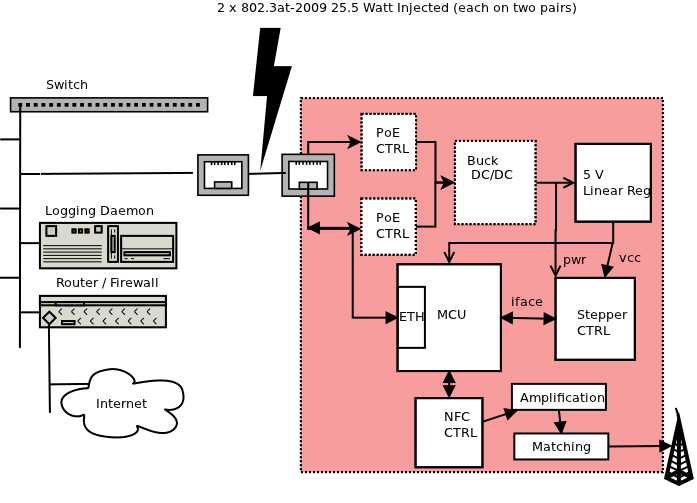 2 x 802.3at-2009 25.5 Watt Injected (each on two pairs)
Switch
PoE
CTRL
Buck
DC/DC
5 V
Linear Reg
Logging Daemon
PoE
CTRL
pwr
vcc
Router / Firewall
ETH
MCU
iface
Stepper
CTRL
Internet
NFC
CTRL
Amplification
Matching